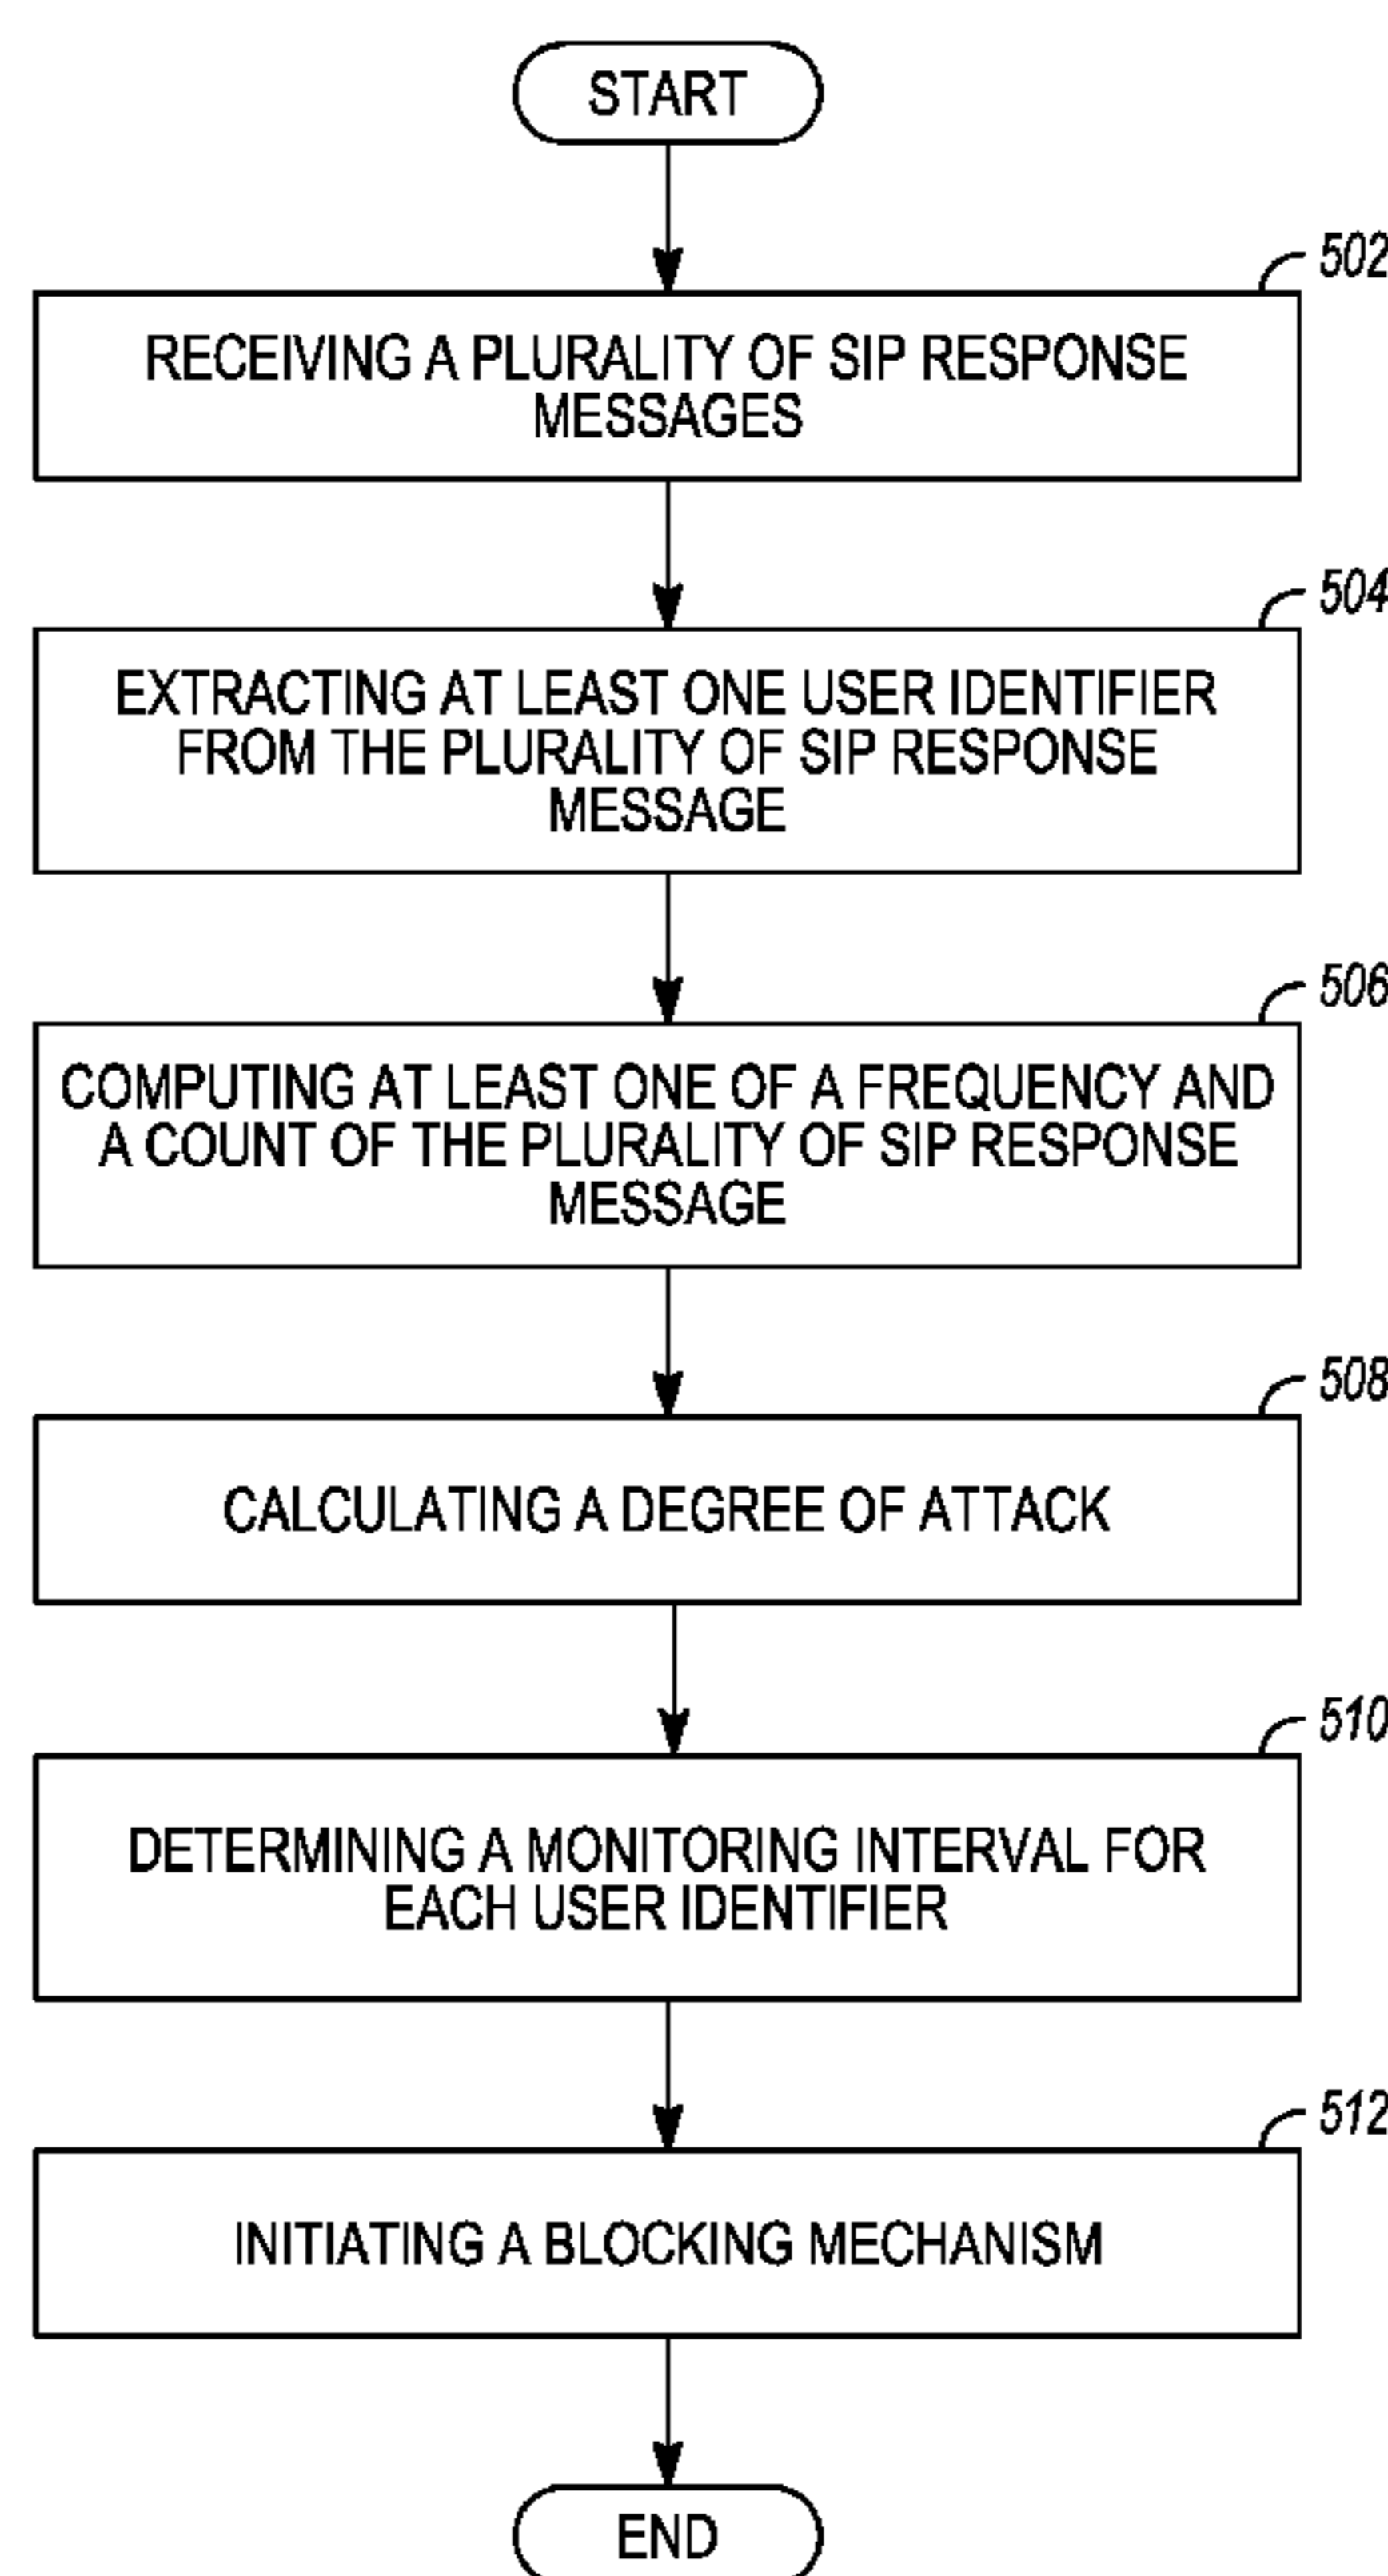 START
502
RECEIVING A PLURALITY OF SIP RESPONSE
MESSAGES
504
EXTRACTING AT LEAST ONE USER IDENTIFIER
FROM THE PLURALITY OF SIP RESPONSE
MESSAGE
506
COMPUTING AT LEAST ONE OF A FREQUENCY AND
A COUNT OF THE PLURALITY OF SIP RESPONSE
MESSAGE
508
CALCULATING A DEGREE OF ATTACK
510
DETERMINING A MONITORING INTERVAL FOR
EACH USER IDENTIFIER
512
INITIATING A BLOCKING MECHANISM
END